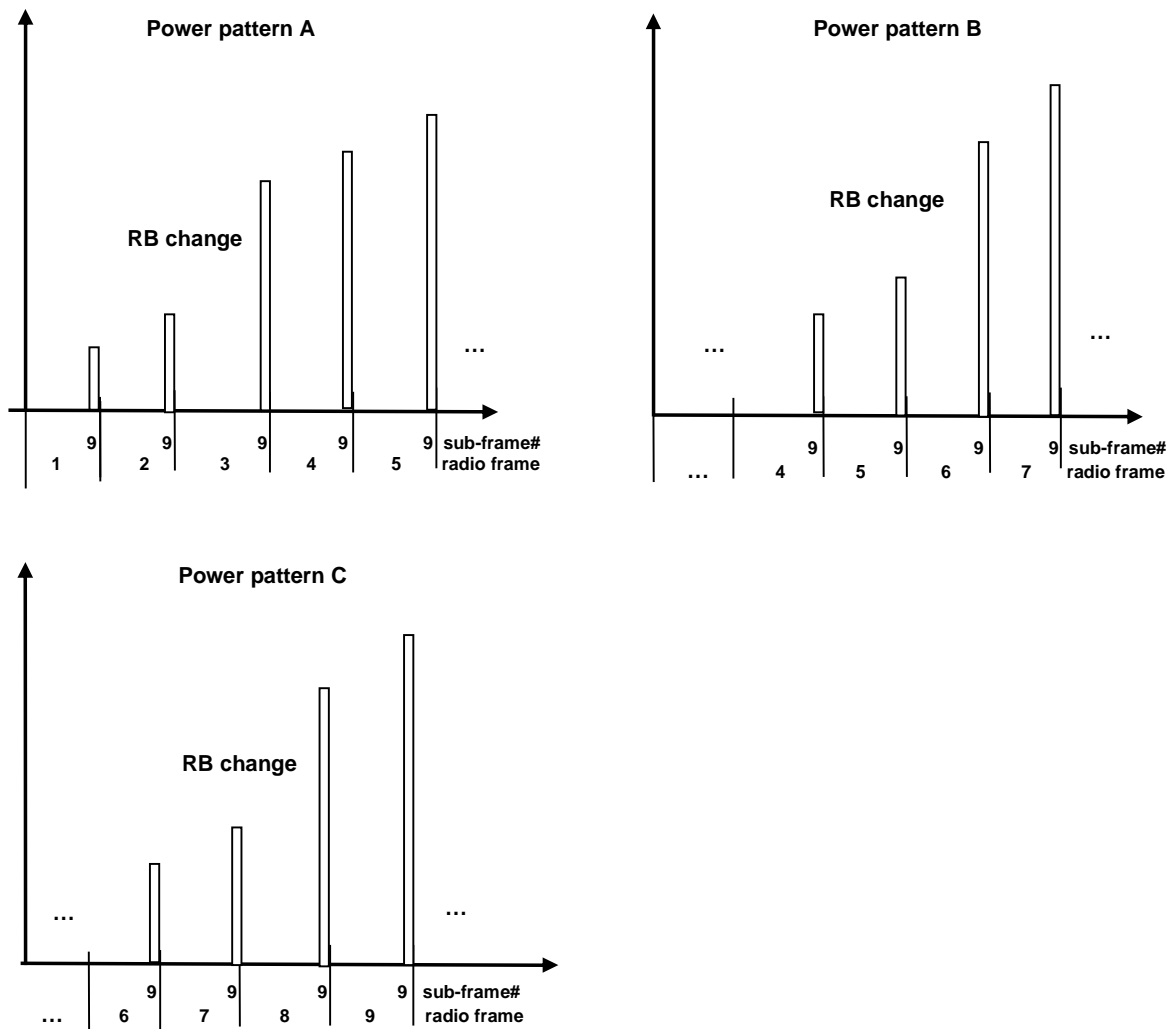 Power pattern A
RB change
...
9 9 9 9 9 sub-frame#
1 2 3 4 5 radio frame
Power pattern B
RB change
... ...
9 9 9 9 sub-frame#
... 4 5 6 7 radio frame
Power pattern C
RB change
... ...
9 9 9 9 sub-frame#
... 6 7 8 9 radio frame